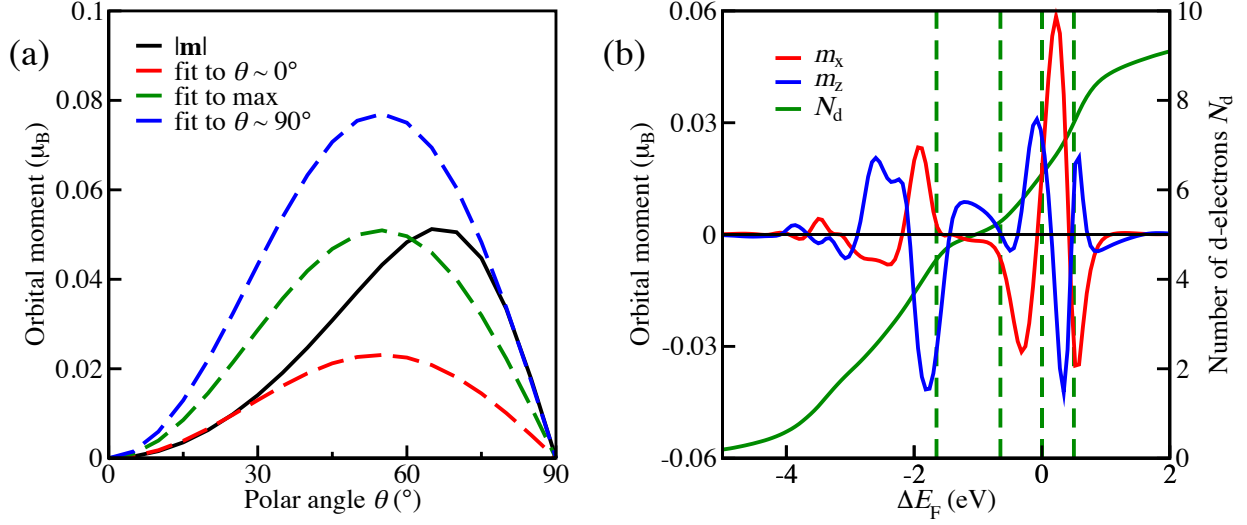 (a)
0.1
0.08
0.06
0.04
0.02
0
Orbital moment (μB)
|m|
fit to θ ~ 0°
fit to max
fit to θ ~ 90°
0
30
60
90
Polar angle θ (°)
(b)
0.06
0.03
0
-0.03
-0.06
Orbital moment (μB)
mx
mz
Nd
-4
-2
0
2
ΔEF (eV)
10
8
6
4
2
0
Number of d-electrons Nd